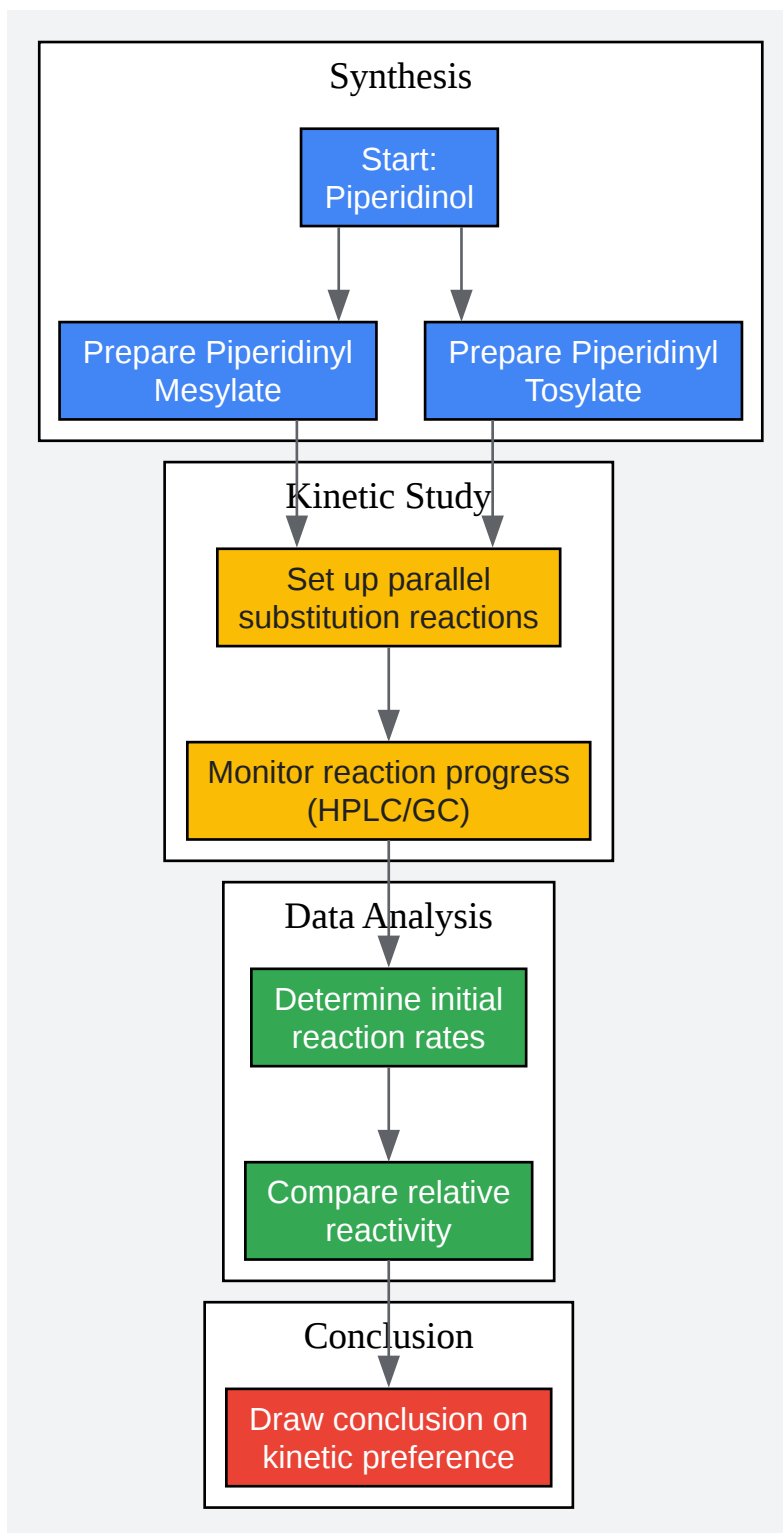 Synthesis
Start:
Piperidinol
Prepare Piperidinyl
Mesylate
Prepare Piperidinyl
Tosylate
Kinetic Study
Set up parallel
substitution reactions
Monitor reaction progress
(HPLC/GC)
Data Analysis
Determine initial
reaction rates
Compare relative
reactivity
Conclusion
Draw conclusion on
kinetic preference